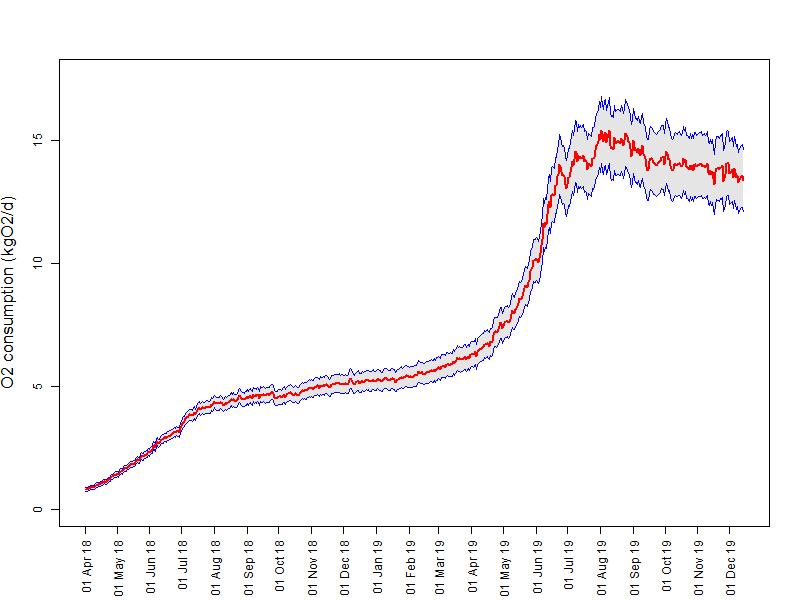 O2 consumption (kgO2/d)
15
10
5
0
01 Apr 18
01 May 18
01 Jun 18
01 Jul 18
01 Aug 18
01 Sep 18
01 Oct 18
01 Nov 18
01 Dec 18
01 Jan 19
01 Feb 19
01 Mar 19
01 Apr 19
01 May 19
01 Jun 19
01 Jul 19
01 Aug 19
01 Sep 19
01 Oct 19
01 Nov 19
01 Dec 19